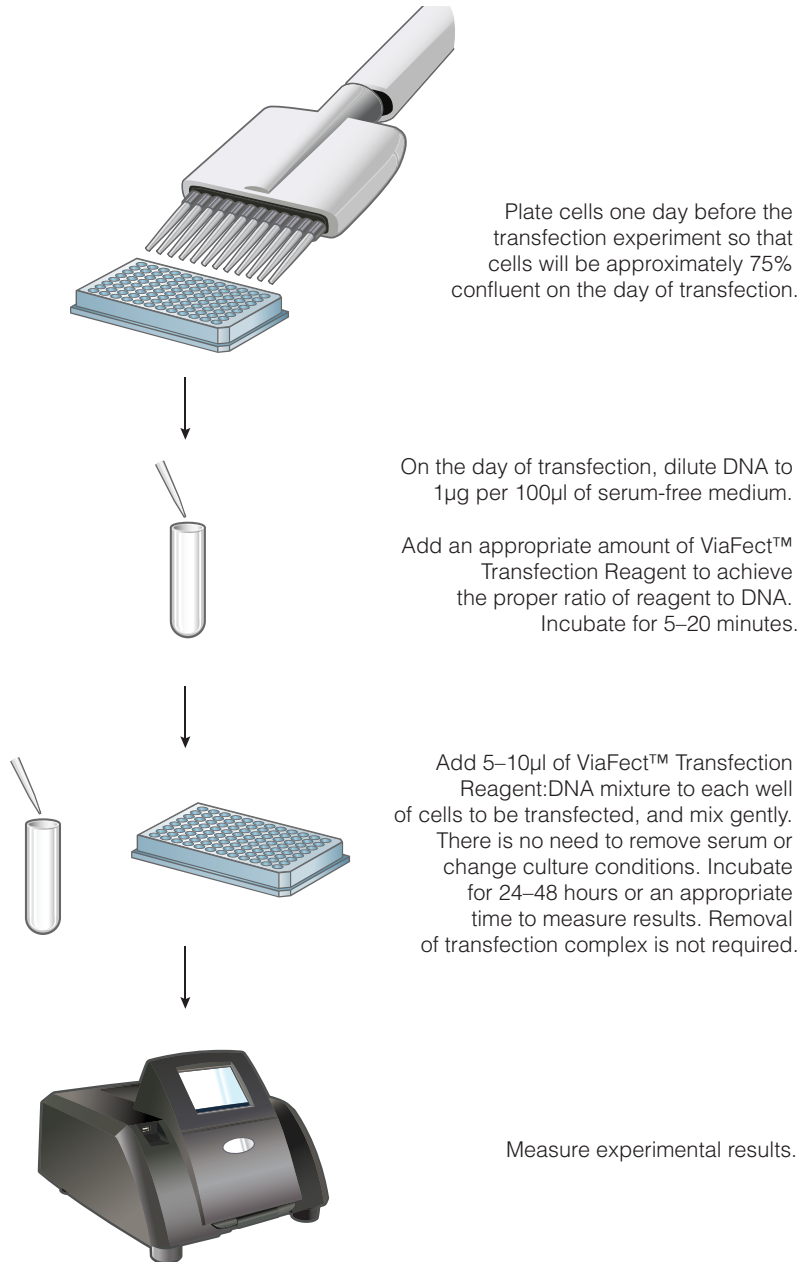 Plate cells one day before the
transfection experiment so that
cells will be approximately 75%
confluent on the day of transfection.
On the day of transfection, dilute DNA to
1µg per 100µl of serum-free medium.
Add an appropriate amount of ViaFect™
Transfection Reagent to achieve
the proper ratio of reagent to DNA.
Incubate for 5–20 minutes.
Add 5–10µl of ViaFect™ Transfection
Reagent:DNA mixture to each well
of cells to be transfected, and mix gently.
There is no need to remove serum or
change culture conditions. Incubate
for 24–48 hours or an appropriate
time to measure results. Removal
of transfection complex is not required.
Measure experimental results.